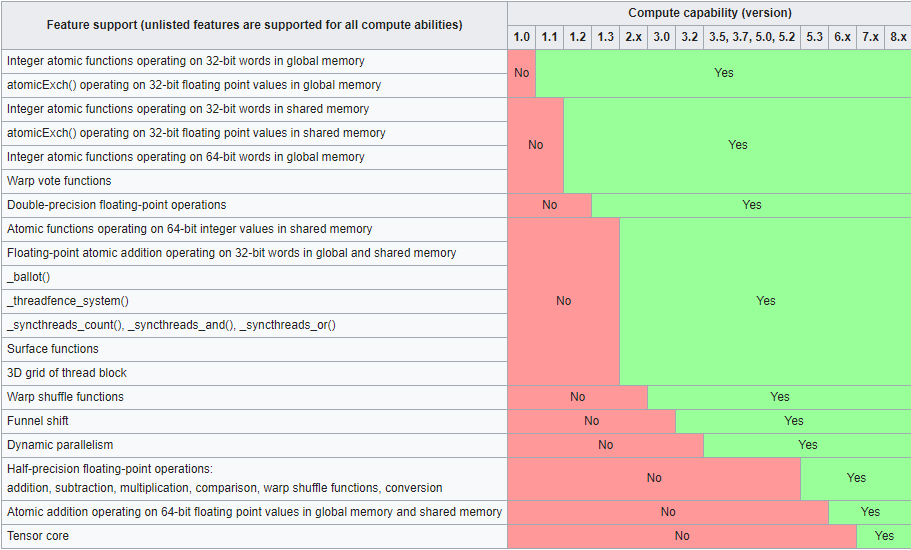 Feature support (unlisted features are supported for all compute abilities)
Compute capability (version)
1.0 1.1 1.2 1.3 2.x 3.0 3.2 3.5, 3.7, 5.0, 5.2 5.3 6.x 7.x 8.x
Integer atomic functions operating on 32-bit words in global memory
No Yes
atomicExch() operating on 32-bit floating point values in global memory
Integer atomic functions operating on 32-bit words in shared memory
atomicExch() operating on 32-bit floating point values in shared memory
No Yes
Integer atomic functions operating on 64-bit words in global memory
Warp vote functions
Double-precision floating-point operations No Yes
Atomic functions operating on 64-bit integer values in shared memory
Floating-point atomic addition operating on 32-bit words in global and shared memory
_ballot()
_threadfence_system() No Yes
_syncthreads_count(), _syncthreads_and(), _syncthreads_or()
Surface functions
3D grid of thread block
Warp shuffle functions No Yes
Funnel shift No Yes
Dynamic parallelism No Yes
Half-precision floating-point operations:
No Yes
addition, subtraction, multiplication, comparison, warp shuffle functions, conversion
Atomic addition operating on 64-bit floating point values in global memory and shared memory No Yes
Tensor core No Yes